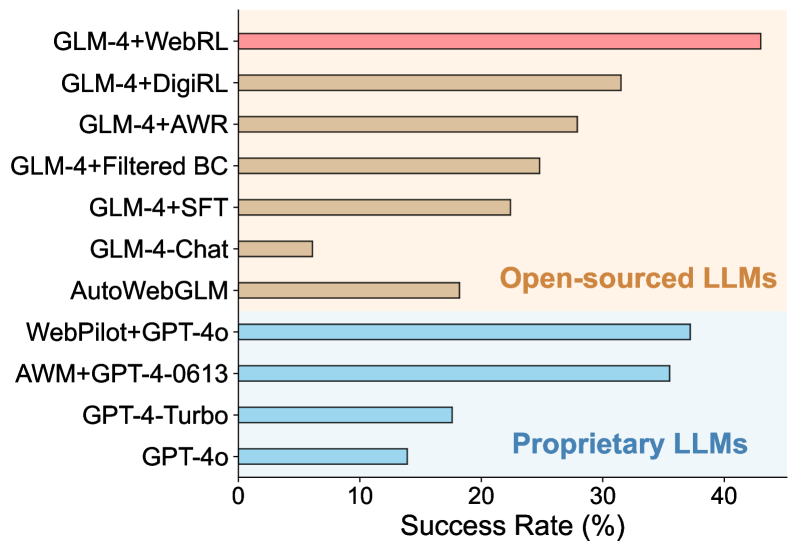 GLM-4+WebRL
GLM-4+DigiRL
GLM-4+AWR
GLM-4+Filtered BC
GLM-4+SFT
GLM-4-Chat
Open-sourced LLMs
AutoWebGLM
WebPilot+GPT-4o
AWM+GPT-4-0613
GPT-4-Turbo
Proprietary LLMs
GPT-4o
0 10 20 30 40
Success Rate (%)